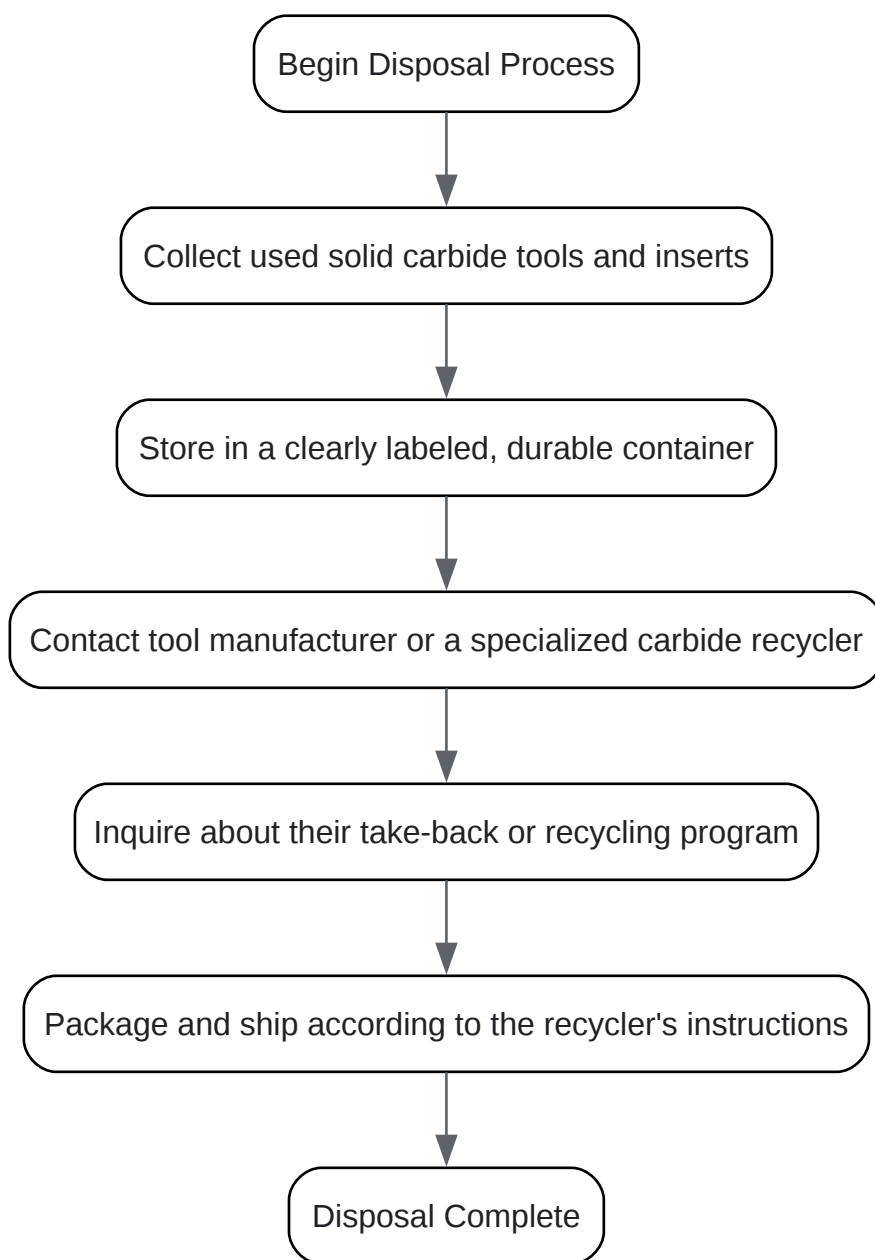 Begin Disposal Process
Collect used solid carbide tools and inserts
Store in a clearly labeled, durable container
Contact tool manufacturer or a specialized carbide recycler
Inquire about their take-back or recycling program
Package and ship according to the recycler's instructions
Disposal Complete